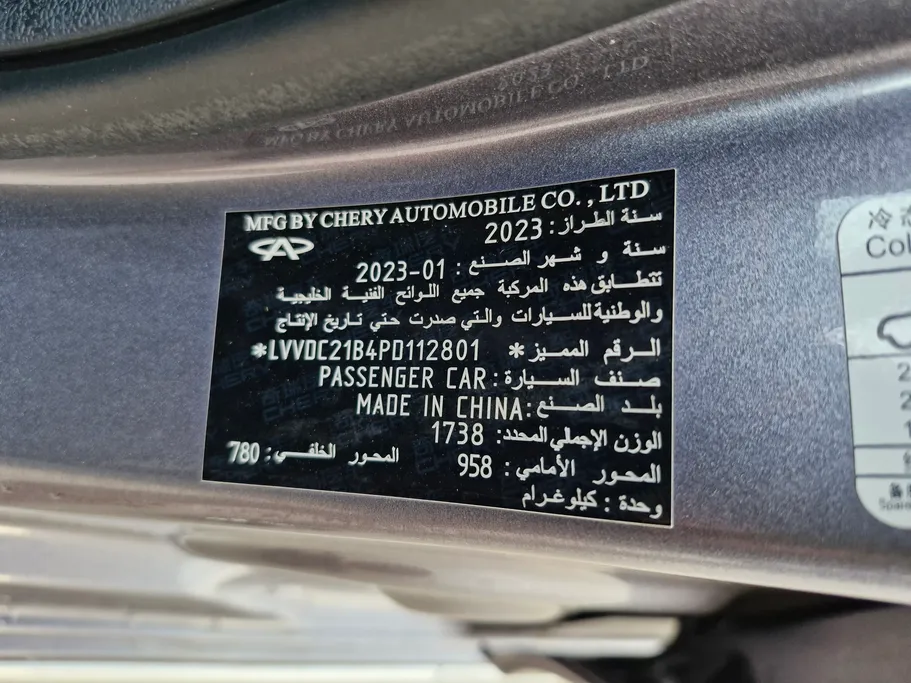 MFG BY CHERY AUTOMOBILE CO. , LTD
سنة الطراز: 2023
سنة و شهر الصنع : 2023-01
تتطابق هذه المركبة جميع اللوائح الفنية الخليجية
والوطنية للسيارات والتي صدرت حتي تاريخ الإنتاج
الرقم المميز: *LVVDC21B4PD112801*
صنف السيارة: PASSENGER CAR
بلد الصنع: MADE IN CHINA
الوزن الإجمالي المحدد: 1738
المحور الأمامي: 958 المحور الخلفي: 780
وحدة : كيلوغرام
冷
Col